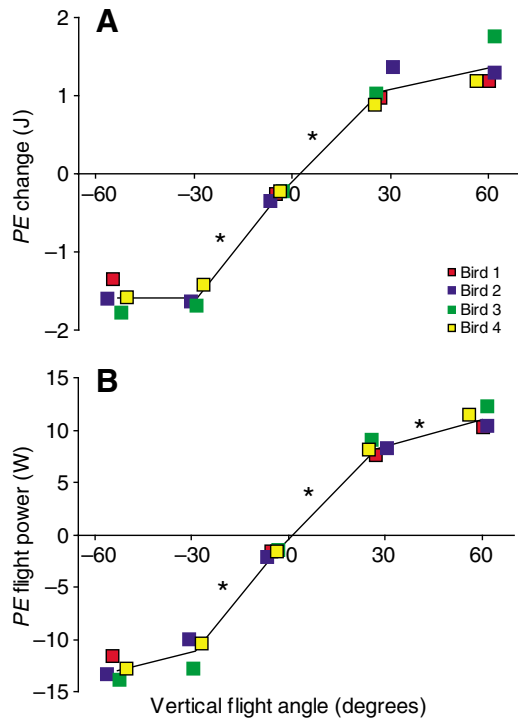 A
2
1
0
–1
–2
PE change (J)
–60 –30 0 30 60
*
*
Bird 1
Bird 2
Bird 3
Bird 4
B
15
10
5
0
–5
–10
–15
PE flight power (W)
–60 –30 0 30 60
*
*
*
Vertical flight angle (degrees)